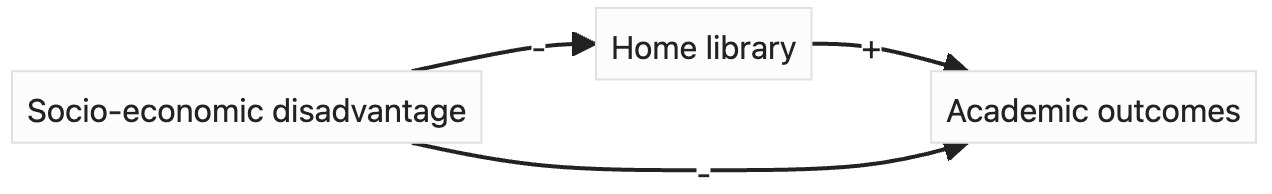 Home library
Socio-economic disadvantage
Academic outcomes
-
+
-